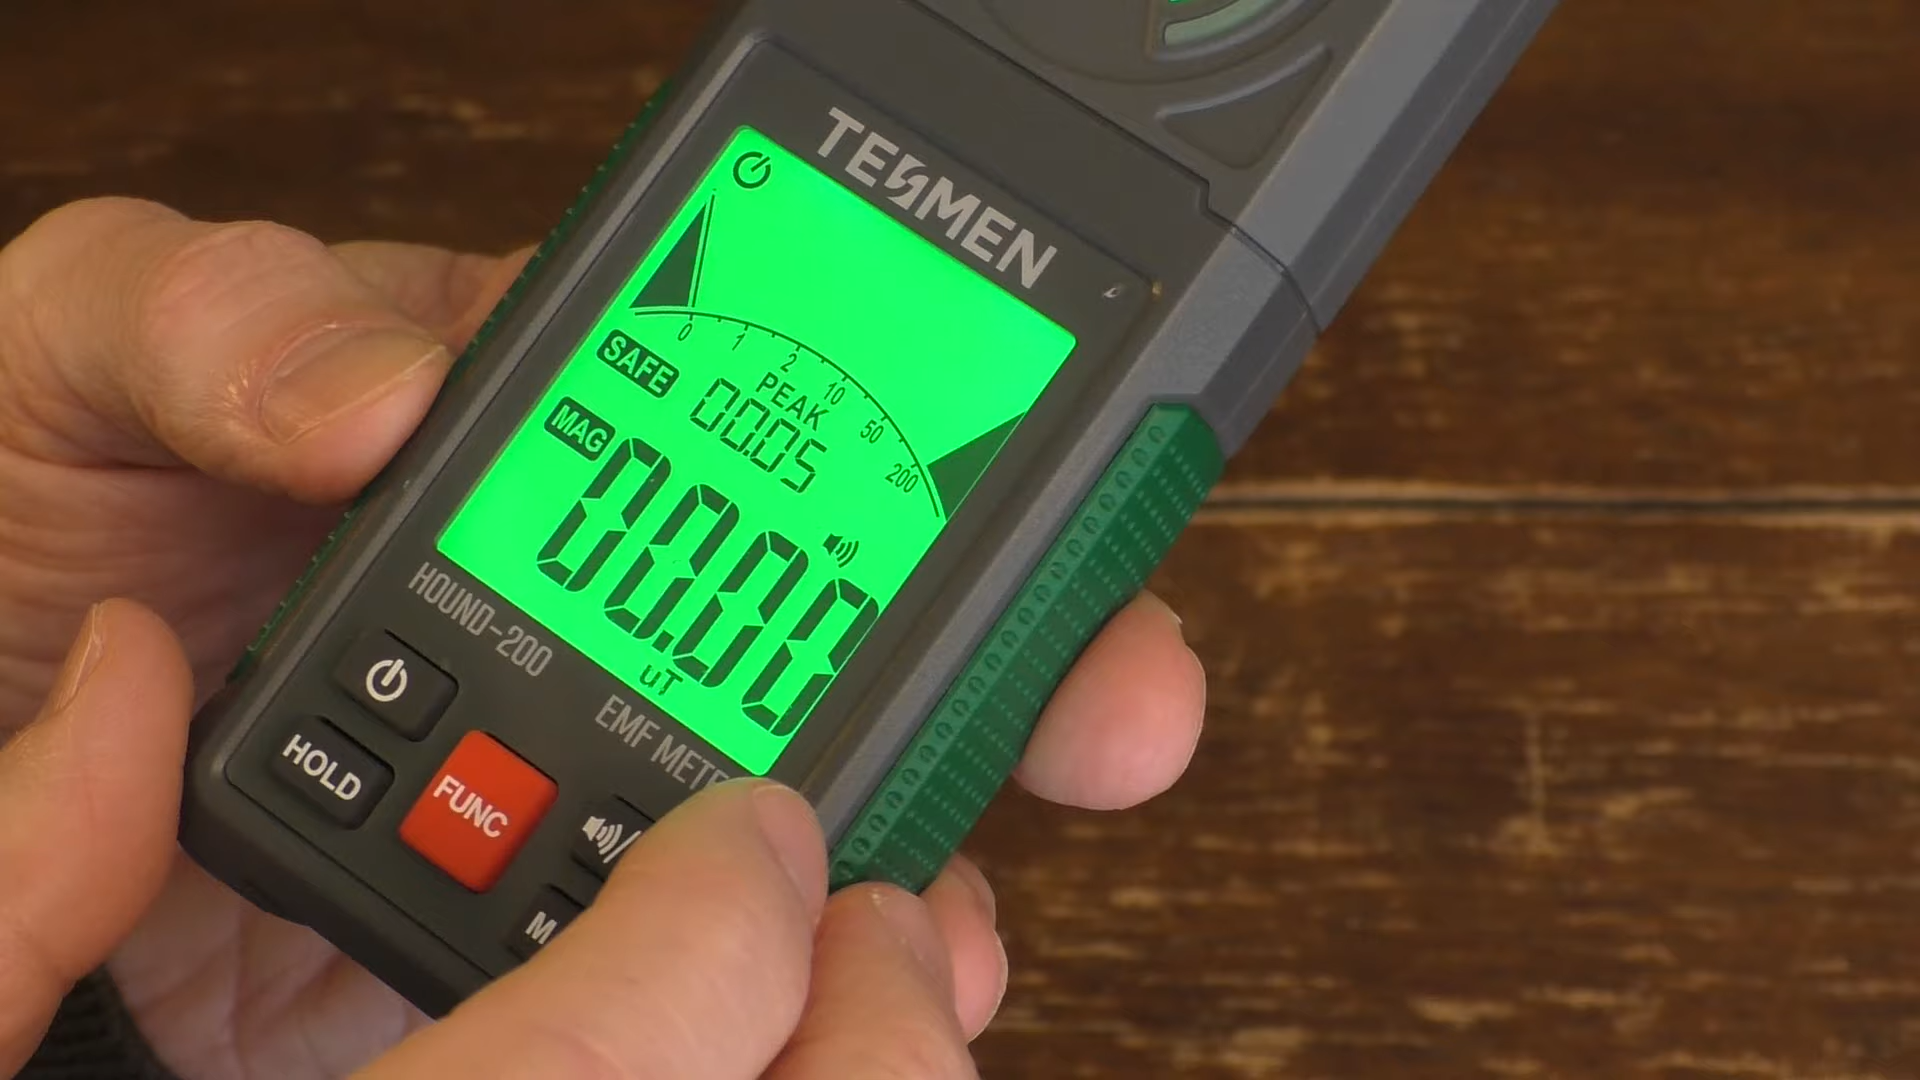 TESMEN
0 1 2 10 50 200
SAFE
PEAK
00.05
MAG
00.00
uT
HOUND-200
EMF METE
HOLD
FUNC
M